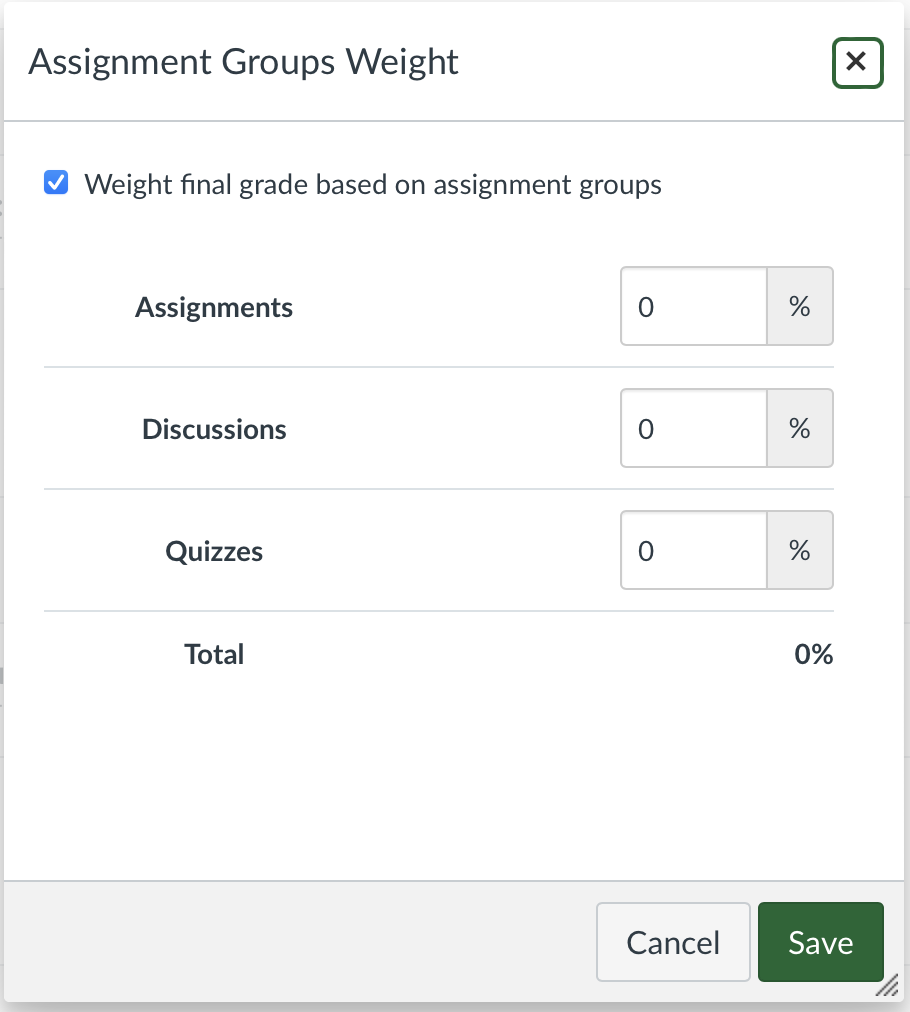 Assignment Groups Weight
Weight final grade based on assignment groups
Assignments 0 %
Discussions 0 %
Quizzes 0 %
Total 0%
Cancel Save